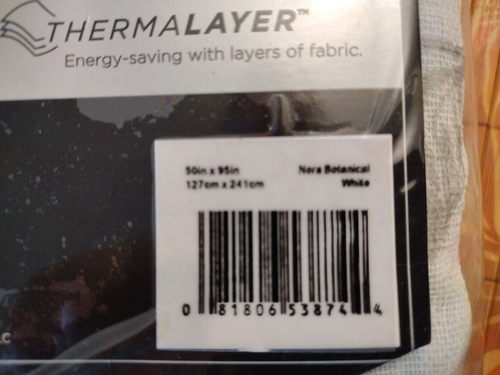 THERMALAYER™
Energy-saving with layers of fabric.
50in x 95in Nora Botanical
127cm x 241cm White
0 81806 53874 4